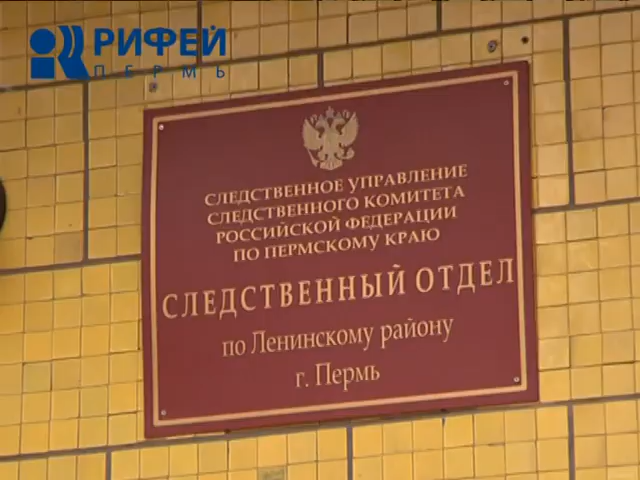 РИФЕЙ
ПЕРМЬ
СЛЕДСТВЕННОЕ УПРАВЛЕНИЕ
СЛЕДСТВЕННОГО КОМИТЕТА
РОССИЙСКОЙ ФЕДЕРАЦИИ
ПО ПЕРМСКОМУ КРАЮ
СЛЕДСТВЕННЫЙ ОТДЕЛ
по Ленинскому району
г. Пермь